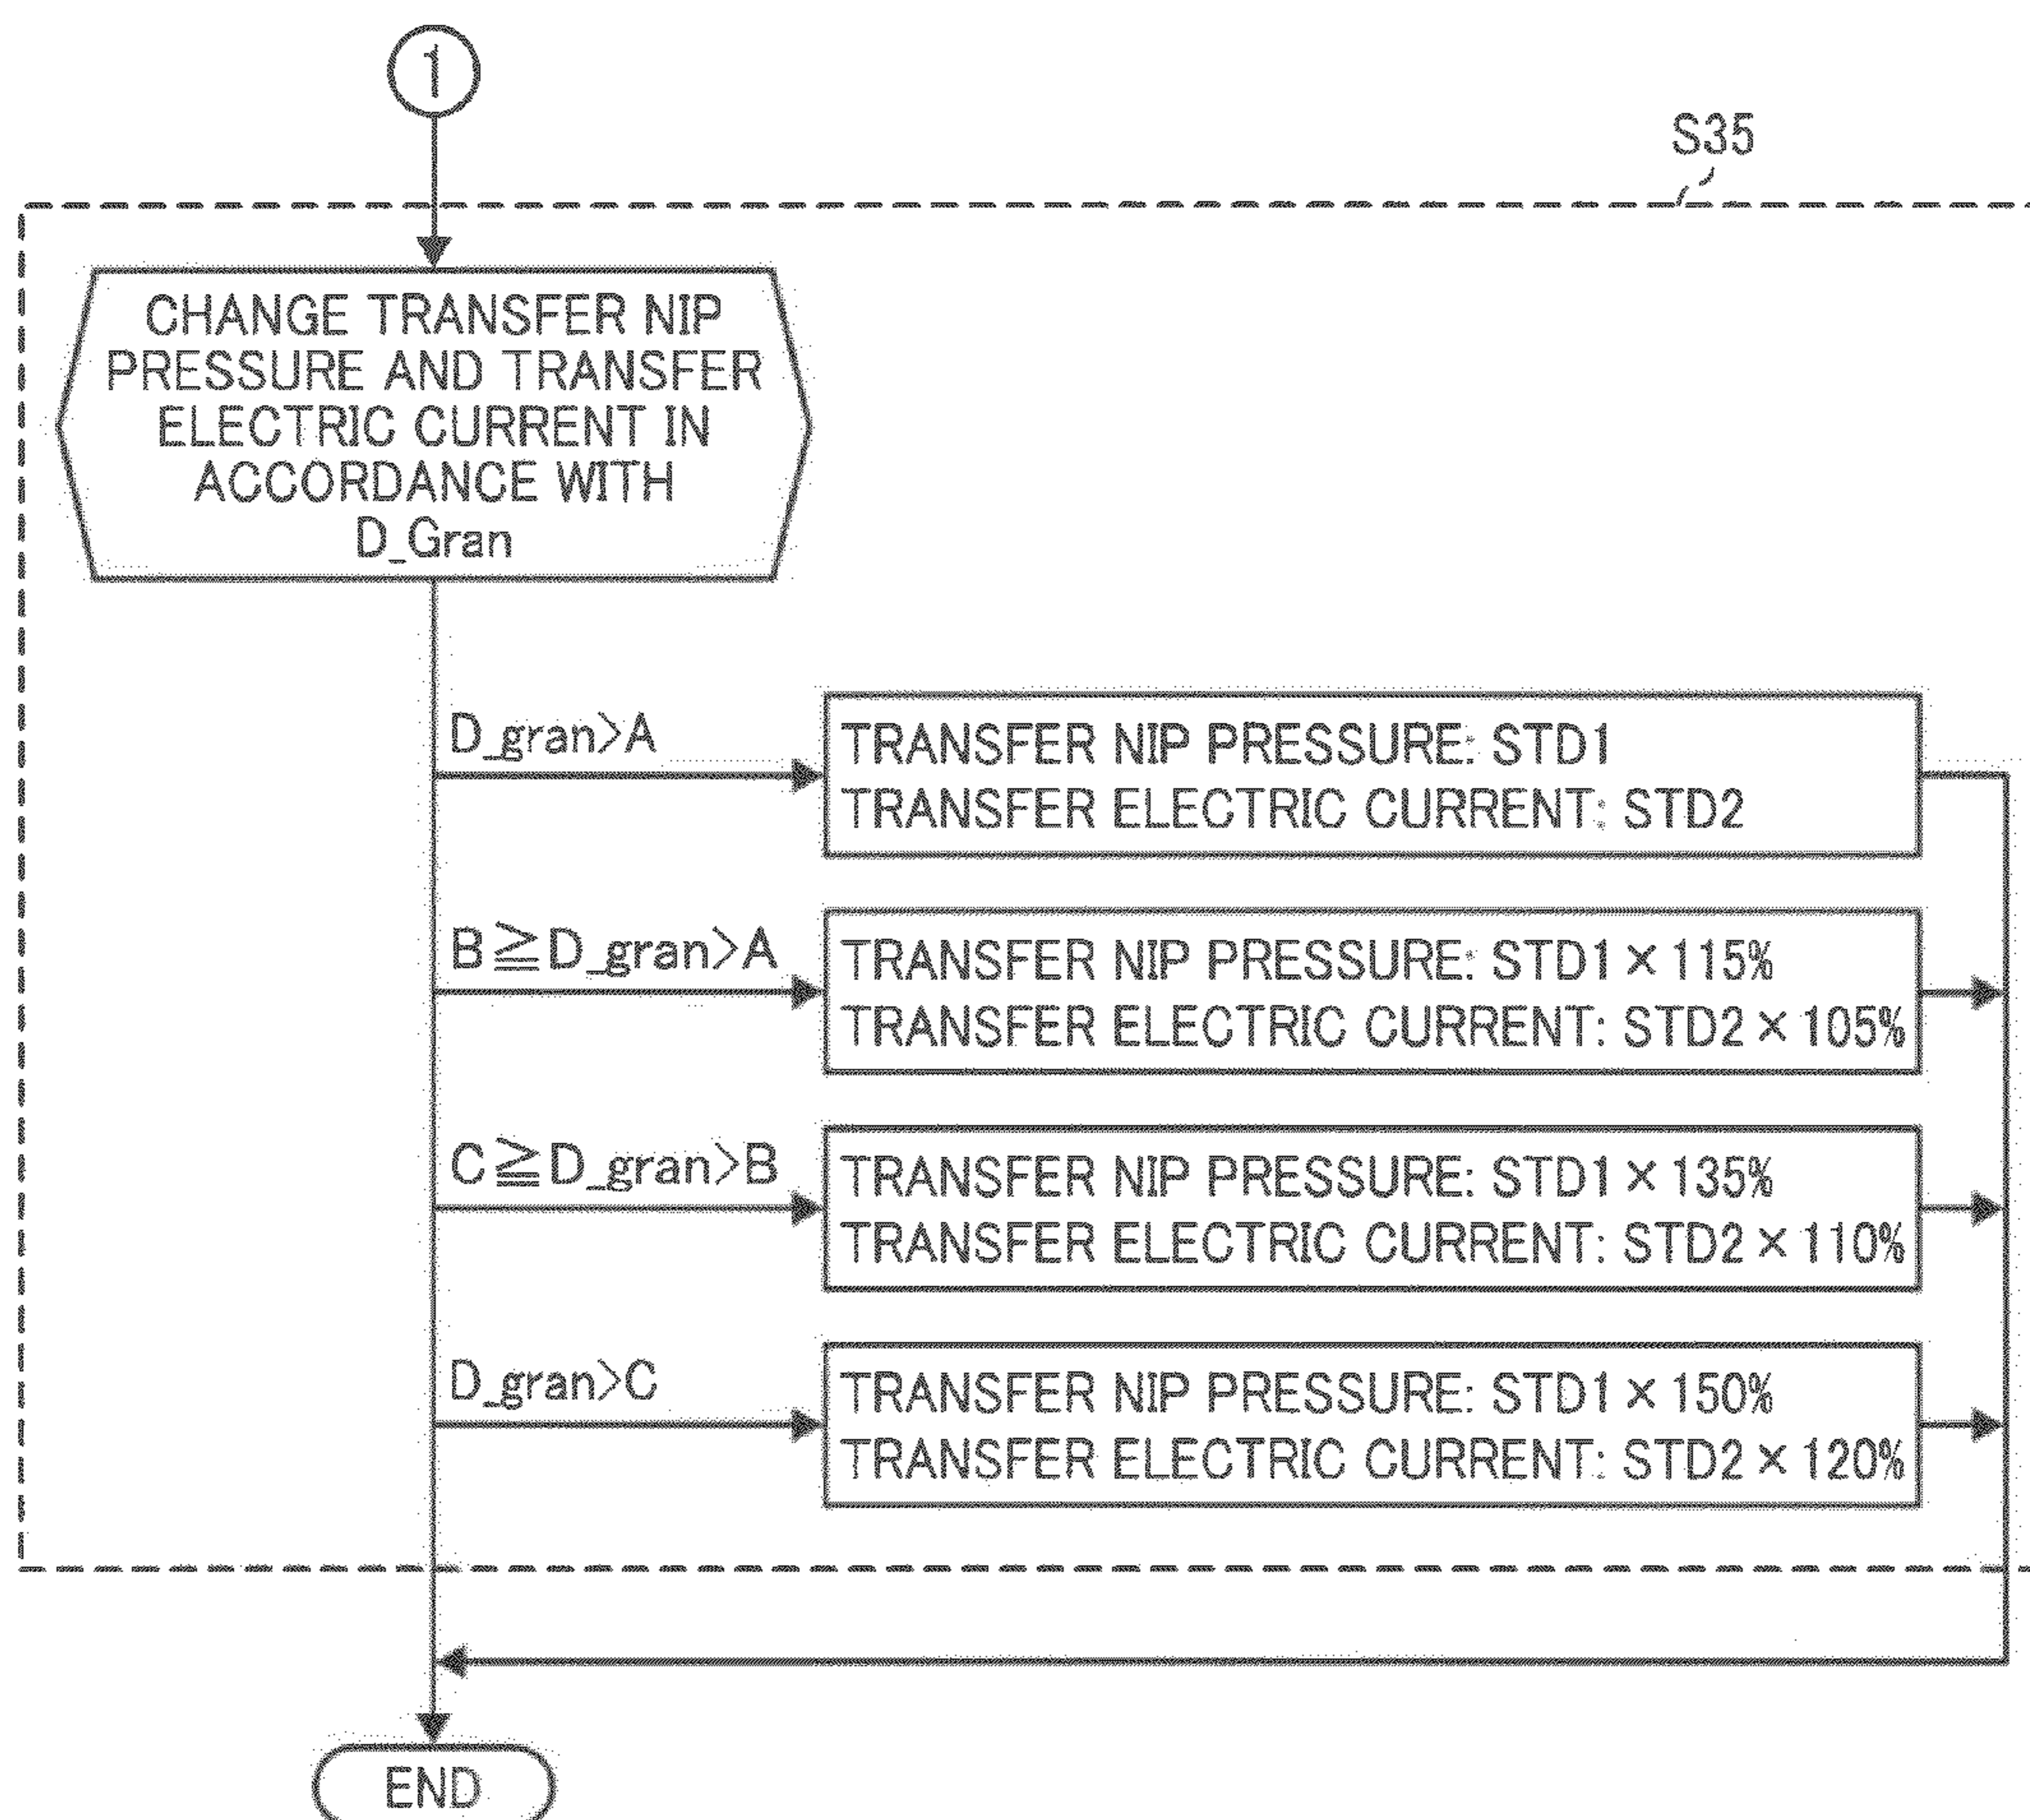 1
S35
CHANGE TRANSFER NIP
PRESSURE AND TRANSFER
ELECTRIC CURRENT IN
ACCORDANCE WITH
D_Gran
D_gran>A
TRANSFER NIP PRESSURE: STD1
TRANSFER ELECTRIC CURRENT: STD2
B≧D_gran>A
TRANSFER NIP PRESSURE: STD1 × 115%
TRANSFER ELECTRIC CURRENT: STD2 × 105%
C≧D_gran>B
TRANSFER NIP PRESSURE: STD1 × 135%
TRANSFER ELECTRIC CURRENT: STD2 × 110%
D_gran>C
TRANSFER NIP PRESSURE: STD1 × 150%
TRANSFER ELECTRIC CURRENT: STD2 × 120%
END